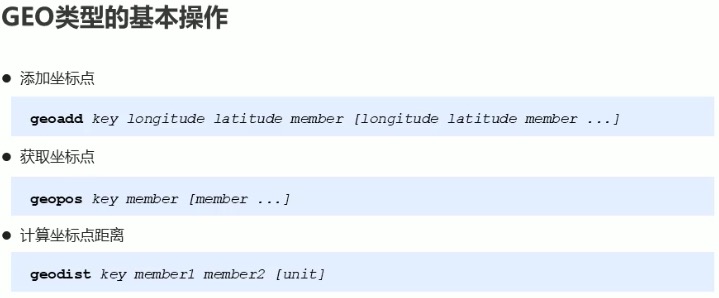 GEO类型的基本操作
● 添加坐标点
geoadd key longitude latitude member [longitude latitude member ...]
● 获取坐标点
geopos key member [member ...]
● 计算坐标点距离
geodist key member1 member2 [unit]